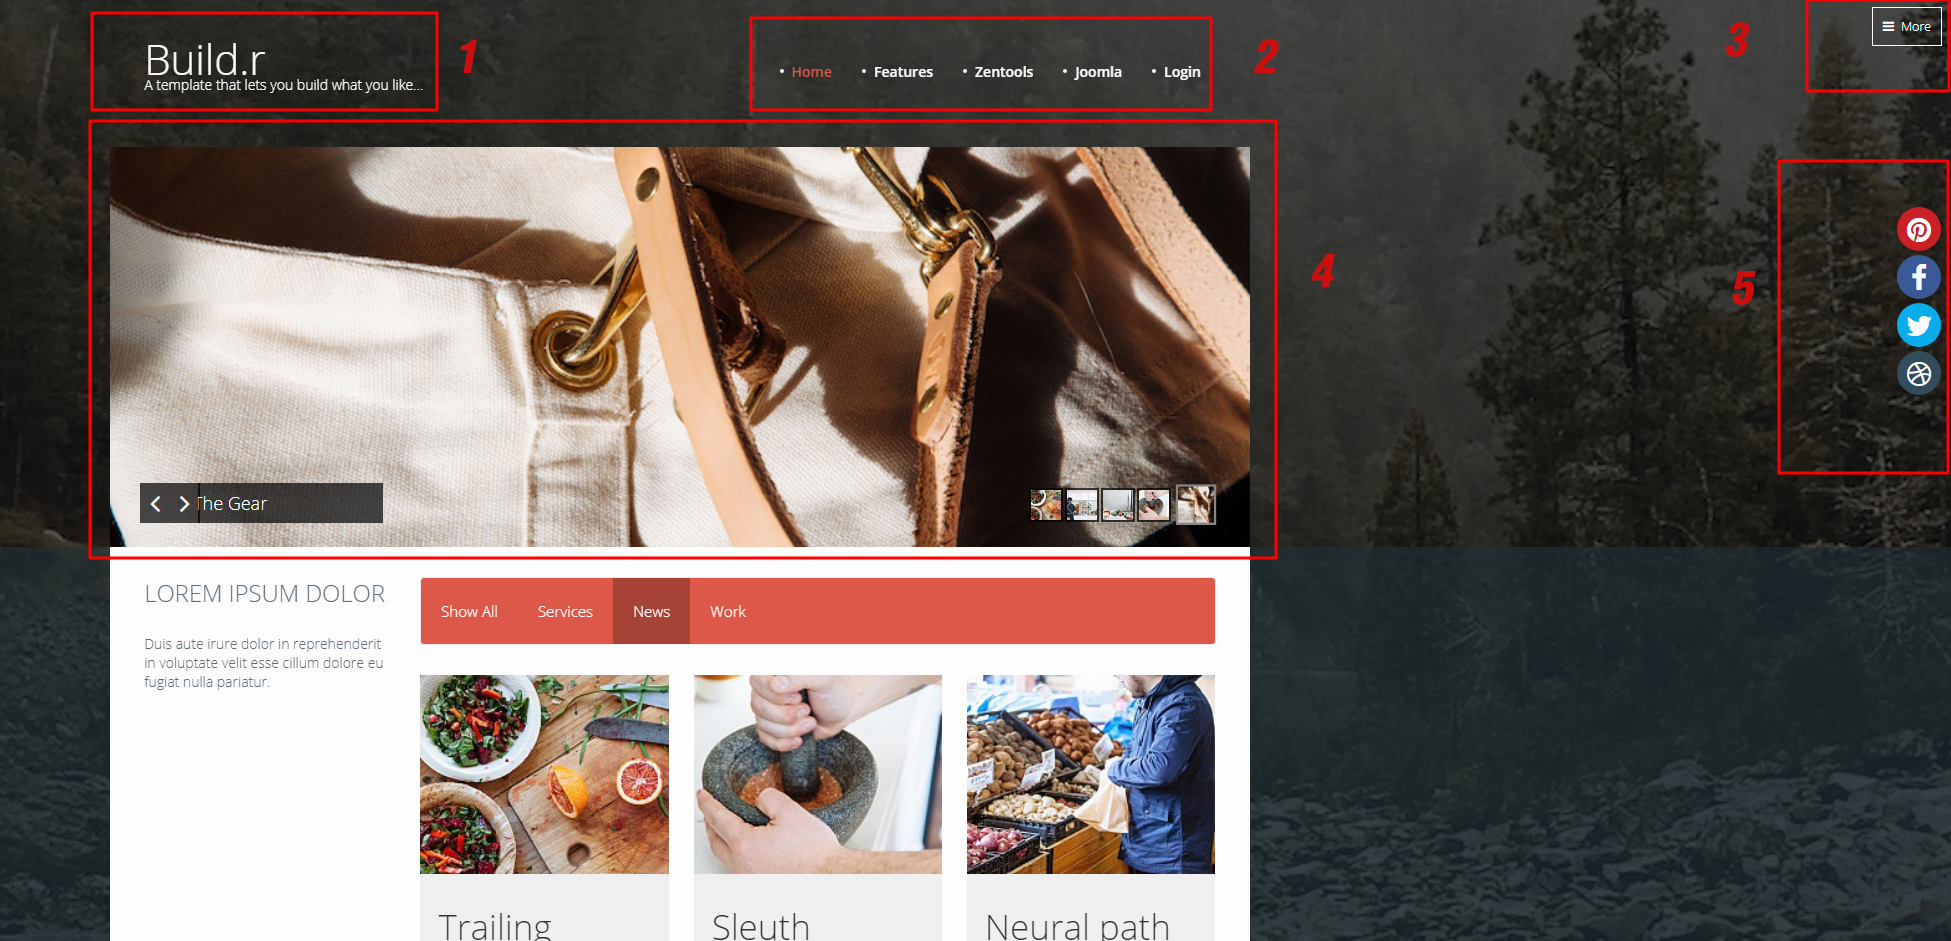 Build.r
A template that lets you build what you like...
1
• Home • Features • Zentools • Joomla • Login
2
3
More
4
5
The Gear
LOREM IPSUM DOLOR
Duis aute irure dolor in reprehenderit
in voluptate velit esse cillum dolore eu
fugiat nulla pariatur.
Show All Services News Work
Trailing
Sleuth
Neural path